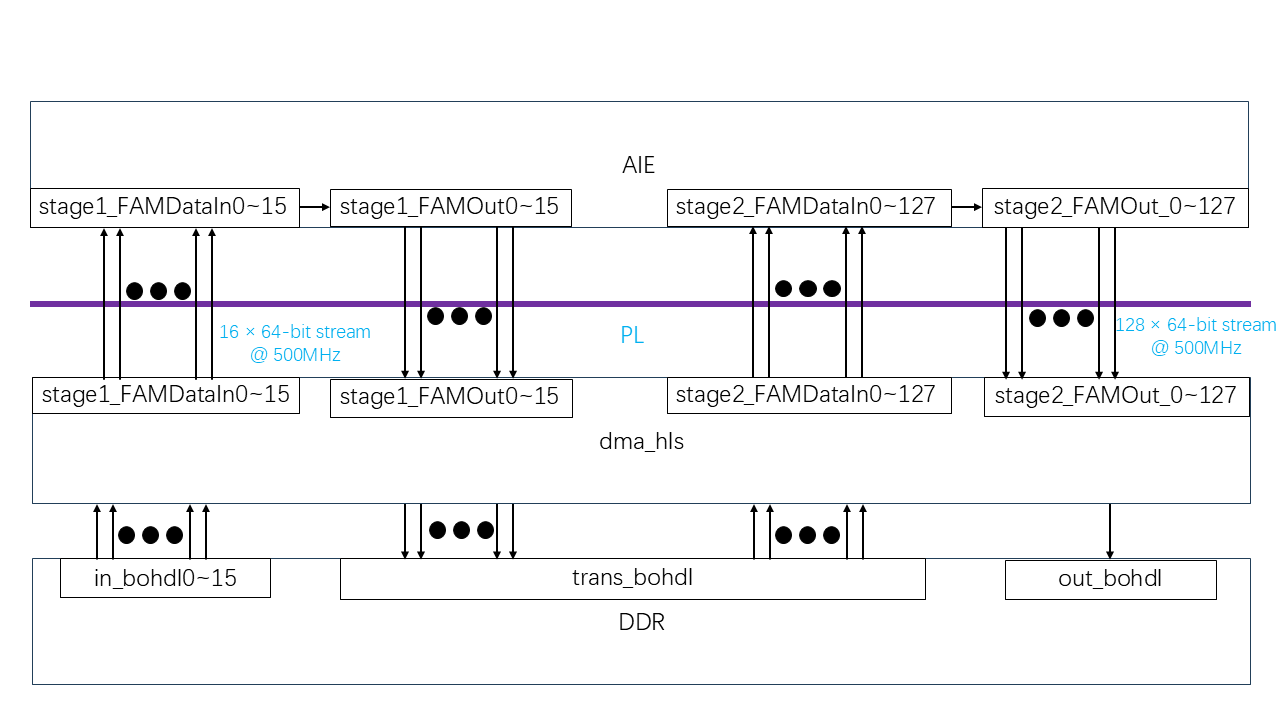 AIE
stage1_FAMDataIn0~15
stage1_FAMOut0~15
stage2_FAMDataIn0~127
stage2_FAMOut_0~127
16 × 64-bit stream
@ 500MHz
PL
128 × 64-bit stream
@ 500MHz
stage1_FAMDataIn0~15
stage1_FAMOut0~15
stage2_FAMDataIn0~127
stage2_FAMOut_0~127
dma_hls
in_bohdl0~15
trans_bohdl
out_bohdl
DDR